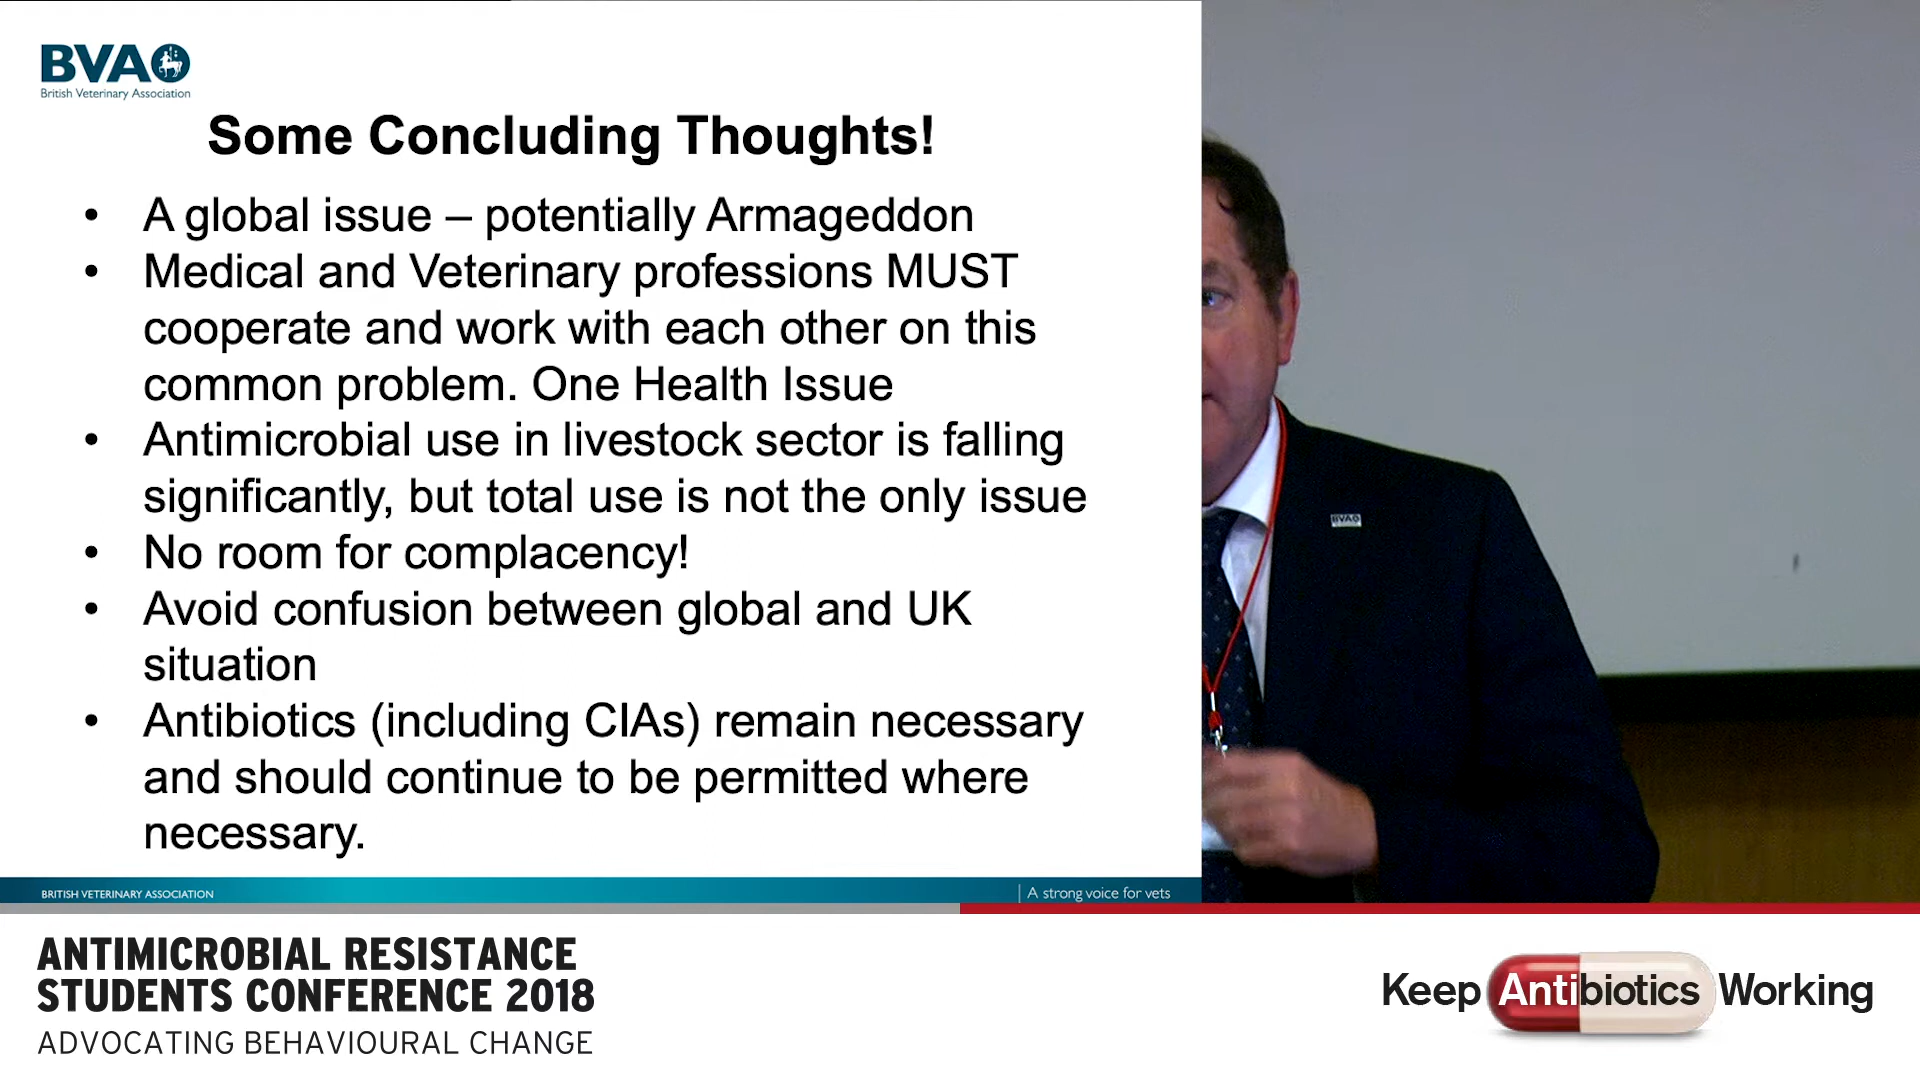 BVA
British Veterinary Association
Some Concluding Thoughts!
• A global issue – potentially Armageddon
• Medical and Veterinary professions MUST
cooperate and work with each other on this
common problem. One Health Issue
• Antimicrobial use in livestock sector is falling
significantly, but total use is not the only issue
• No room for complacency!
• Avoid confusion between global and UK
situation
• Antibiotics (including CIAs) remain necessary
and should continue to be permitted where
necessary.
BRITISH VETERINARY ASSOCIATION
A strong voice for vets
BVA
ANTIMICROBIAL RESISTANCE
STUDENTS CONFERENCE 2018
ADVOCATING BEHAVIOURAL CHANGE
Keep Antibiotics Working